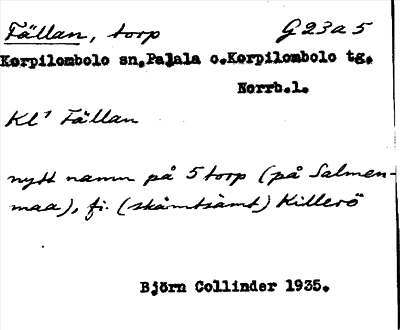 Fällan, torp G23a5
Korpilombolo sn.Palala o.Korpilombolo tg.
Norrb.l.
Kl¹ Fällan
nytt namn på 5 torp (på Salmen-
maa), fi. (skämtsamt) Killerö
Björn Collinder 1935.